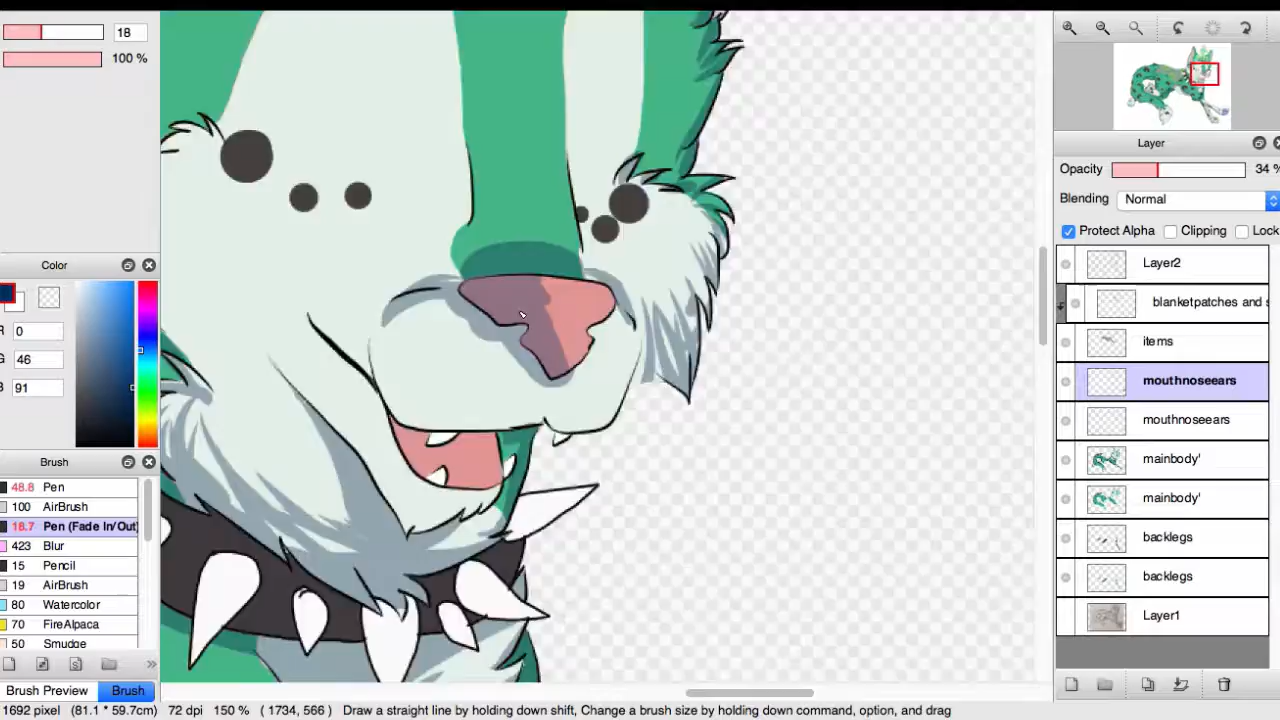 18
100 %
Color
R 0
G 46
B 91
Brush
48.8 Pen
100 AirBrush
18.7 Pen (Fade In/Out)
423 Blur
15 Pencil
19 AirBrush
80 Watercolor
70 FireAlpaca
50 Smudge
Brush Preview Brush
Layer
Opacity 34 %
Blending Normal
Protect Alpha Clipping Lock
Layer2
blanketpatches and s
items
mouthnoseears
mouthnoseears
mainbody'
mainbody'
backlegs
backlegs
Layer1
1692 pixel (81.1 * 59.7cm) 72 dpi 150 % ( 1734, 566 ) Draw a straight line by holding down shift, Change a brush size by holding down command, option, and drag